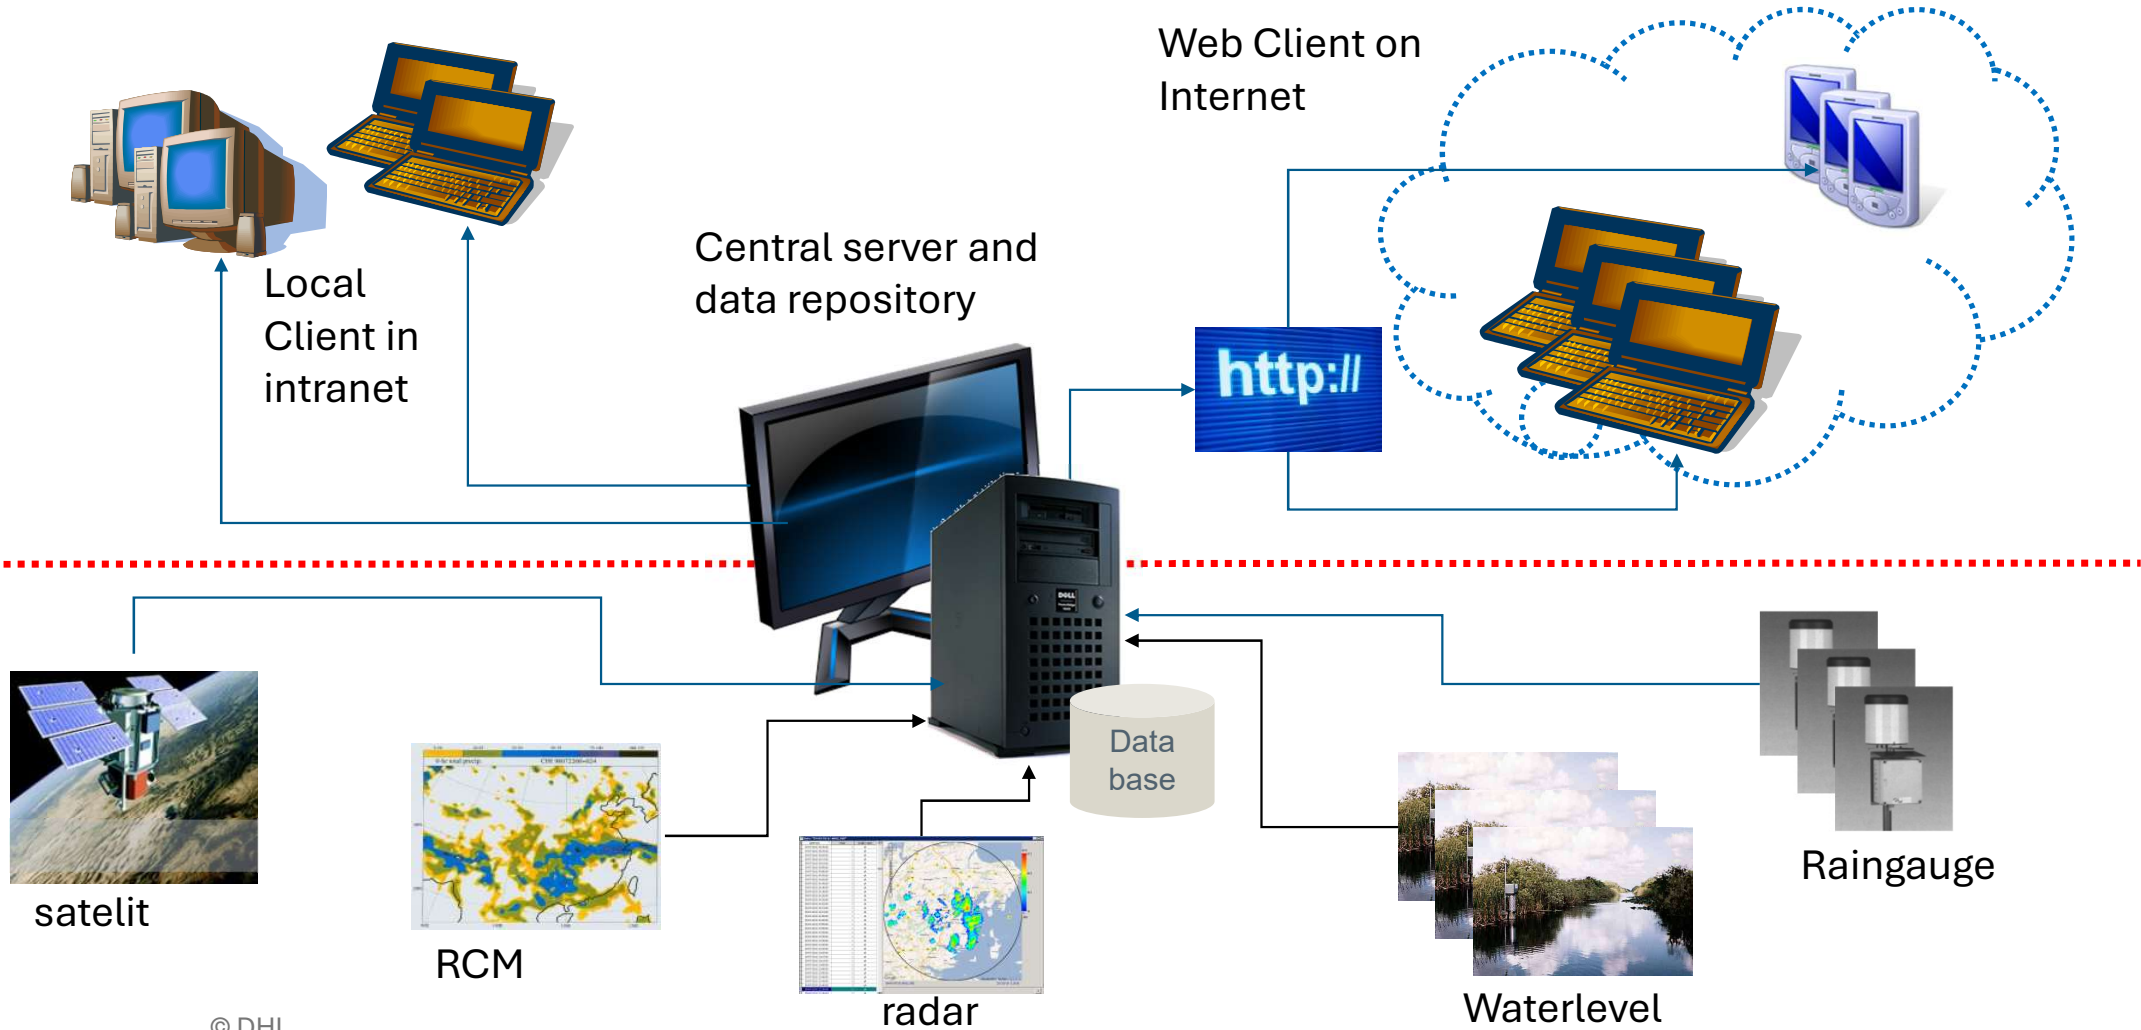 Web Client on
Internet
Local
Client in
intranet
Central server and
data repository
http://
DELL
Data
base
satelit
RCM
radar
Waterlevel
Raingauge
© DHI